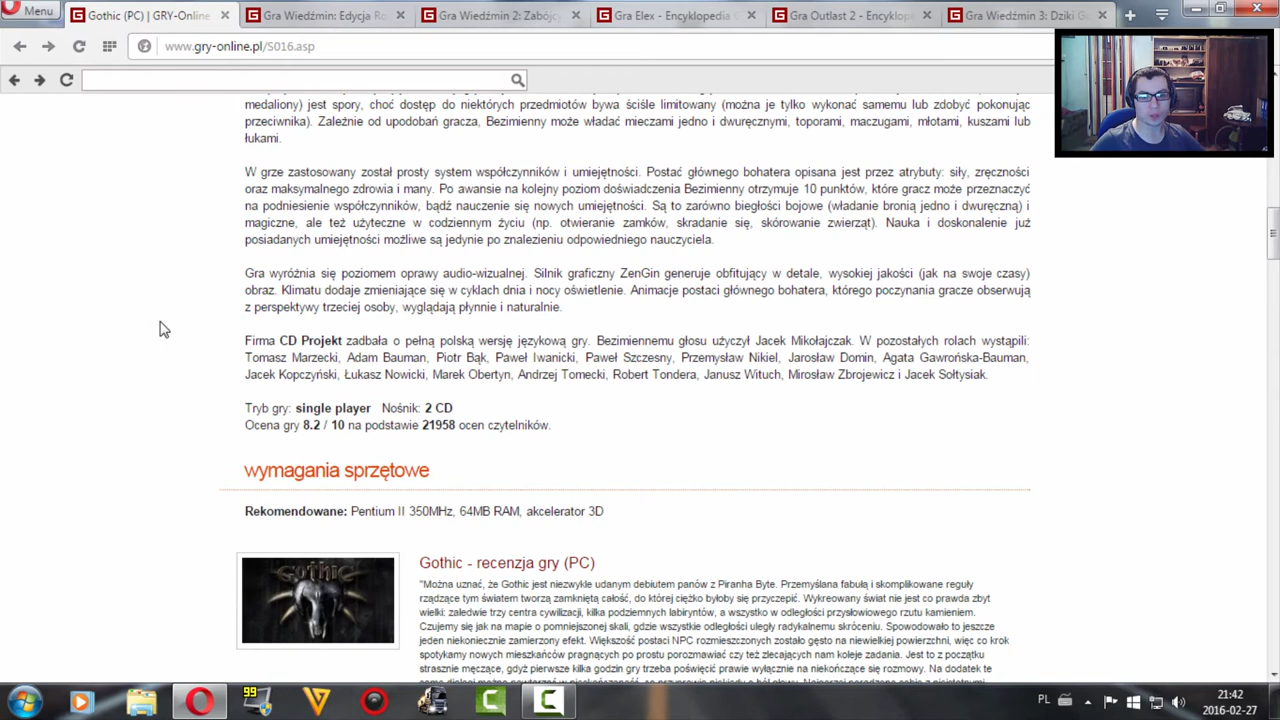 Menu
Gothic (PC) | GRY-Online
Gra Wiedźmin: Edycja Ro
Gra Wiedźmin 2: Zabójcy
Gra Elex - Encyklopedia G
Gra Outlast 2 - Encyklope
Gra Wiedźmin 3: Dziki G
www.gry-online.pl/S016.asp
medaliony) jest spory, choć dostęp do niektórych przedmiotów bywa ściśle limitowany (można je tylko wykonać samemu lub zdobyć pokonując
przeciwnika). Zależnie od upodobań gracza, Bezimienny może władać mieczami jedno i dwuręcznymi, toporami, maczugami, młotami, kuszami lub
łukami.
W grze zastosowany został prosty system współczynników i umiejętności. Postać głównego bohatera opisana jest przez atrybuty: siły, zręczności
oraz maksymalnego zdrowia i many. Po awansie na kolejny poziom doświadczenia Bezimienny otrzymuje 10 punktów, które gracz może przeznaczyć
na podniesienie współczynników, bądź nauczenie się nowych umiejętności. Są to zarówno biegłości bojowe (władanie bronią jedno i dwuręczną) i
magiczne, ale też użyteczne w codziennym życiu (np. otwieranie zamków, skradanie się, skórowanie zwierząt). Nauka i doskonalenie już
posiadanych umiejętności możliwe są jedynie po znalezieniu odpowiedniego nauczyciela.
Gra wyróżnia się poziomem oprawy audio-wizualnej. Silnik graficzny ZenGin generuje obfitujący w detale, wysokiej jakości (jak na swoje czasy)
obraz. Klimatu dodaje zmieniające się w cyklach dnia i nocy oświetlenie. Animacje postaci głównego bohatera, którego poczynania gracze obserwują
z perspektywy trzeciej osoby, wyglądają płynnie i naturalnie.
Firma CD Projekt zadbała o pełną polską wersję językową gry. Bezimiennemu głosu użyczył Jacek Mikołajczak. W pozostałych rolach wystąpili:
Tomasz Marzecki, Adam Bauman, Piotr Bąk, Paweł Iwanicki, Paweł Szczesny, Przemysław Nikiel, Jarosław Domin, Agata Gawrońska-Bauman,
Jacek Kopczyński, Łukasz Nowicki, Marek Obertyn, Andrzej Tomecki, Robert Tondera, Janusz Wituch, Mirosław Zbrojewicz i Jacek Sołtysiak.
Tryb gry: single player Nośnik: 2 CD
Ocena gry 8.2 / 10 na podstawie 21958 ocen czytelników.
wymagania sprzętowe
Rekomendowane: Pentium II 350MHz, 64MB RAM, akcelerator 3D
GOTHIC
Gothic - recenzja gry (PC)
"Można uznać, że Gothic jest niezwykle udanym debiutem panów z Piranha Byte. Przemyślana fabuła i skomplikowane reguły
rządzące tym światem tworzą zamkniętą całość, do której ciężko byłoby się przyczepić. Wykreowany świat nie jest co prawda zbyt
wielki: zaledwie trzy centra cywilizacji, kilka podziemnych labiryntów, a wszystko w odległości przysłowiowego rzutu kamieniem.
Czujemy się jak na mapie o pomniejszonej skali, gdzie wszystkie odległości uległy radykalnemu skróceniu. Spowodowało to jeszcze
jeden niekoniecznie zamierzony efekt. Większość postaci NPC rozmieszczonych zostało gęsto na niewielkiej powierzchni, więc co krok
spotykamy nowych mieszkańców pragnących po prostu porozmawiać czy też zlecających nam kolejne zadania. Jest to z początku
strasznie męczące, gdyż pierwsze kilka godzin gry trzeba poświęcić prawie wyłącznie na niekończące się rozmowy. Na dodatek te
99
PL
21:42
2016-02-27